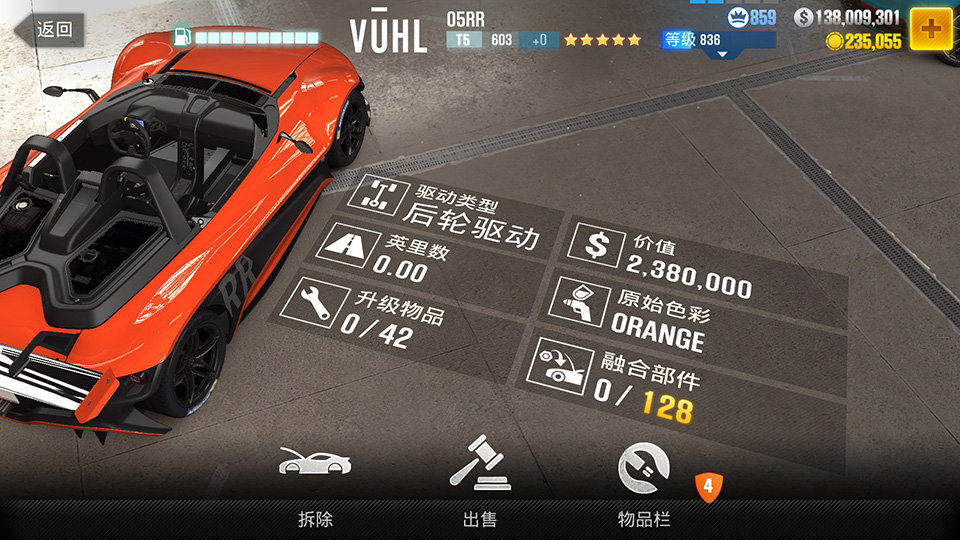 返回
VŪHL
05RR
T5 603 +0
等级 836
859
138,009,301
235,055
驱动类型
后轮驱动
英里数
0.00
升级物品
0/42
$
价值
2,380,000
原始色彩
ORANGE
融合部件
0/128
RR
拆除
出售
物品栏
4